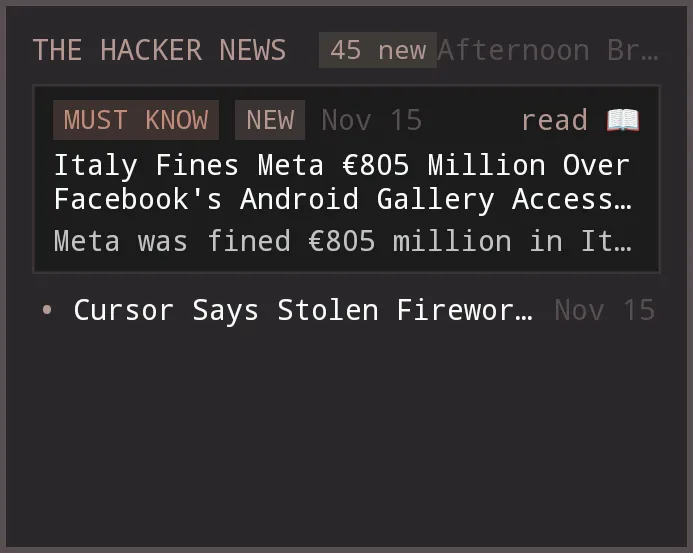 THE HACKER NEWS 45 new Afternoon Br…
MUST KNOW NEW Nov 15 read 📖
Italy Fines Meta €805 Million Over
Facebook's Android Gallery Access…
Meta was fined €805 million in It…
• Cursor Says Stolen Firewor… Nov 15